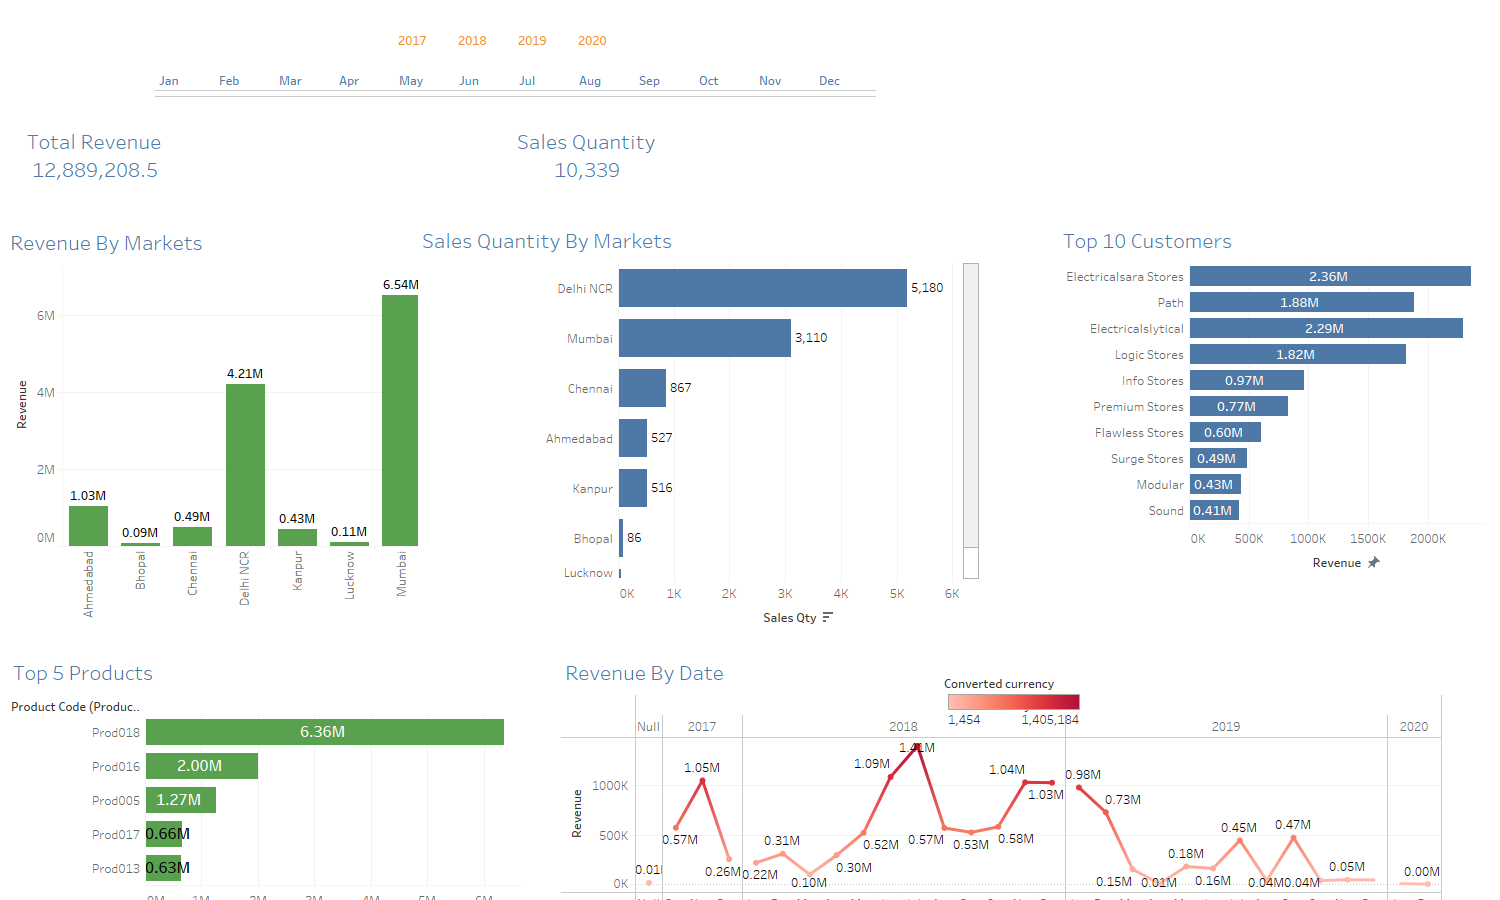 2017 2018 2019 2020
Jan Feb Mar Apr May Jun Jul Aug Sep Oct Nov Dec
Total Revenue
12,889,208.5
Sales Quantity
10,339
Revenue By Markets
Revenue
6M
4M
2M
0M
1.03M
0.09M
0.49M
4.21M
0.43M
0.11M
6.54M
Ahmedabad
Bhopal
Chennai
Delhi NCR
Kanpur
Lucknow
Mumbai
Sales Quantity By Markets
Delhi NCR 5,180
Mumbai 3,110
Chennai 867
Ahmedabad 527
Kanpur 516
Bhopal 86
Lucknow
0K 1K 2K 3K 4K 5K 6K
Sales Qty
Top 10 Customers
Electricalsara Stores 2.36M
Path 1.88M
Electricalslytical 2.29M
Logic Stores 1.82M
Info Stores 0.97M
Premium Stores 0.77M
Flawless Stores 0.60M
Surge Stores 0.49M
Modular 0.43M
Sound 0.41M
0K 500K 1000K 1500K 2000K
Revenue
Top 5 Products
Product Code (Produc..
Prod018 6.36M
Prod016 2.00M
Prod005 1.27M
Prod017 0.66M
Prod013 0.63M
0M 1M 2M 3M 4M 5M 6M
Revenue By Date
Converted currency
1,454 1,405,184
Null 2017 2018 2019 2020
Revenue
1000K
500K
0K
0.01
0.57M
1.05M
0.26M
0.22M
0.31M
0.10M
0.30M
0.52M
1.09M
1.41M
0.57M
0.53M
0.58M
1.04M
1.03M
0.98M
0.73M
0.15M
0.01M
0.18M
0.16M
0.45M
0.04M
0.47M
0.04M
0.05M
0.00M